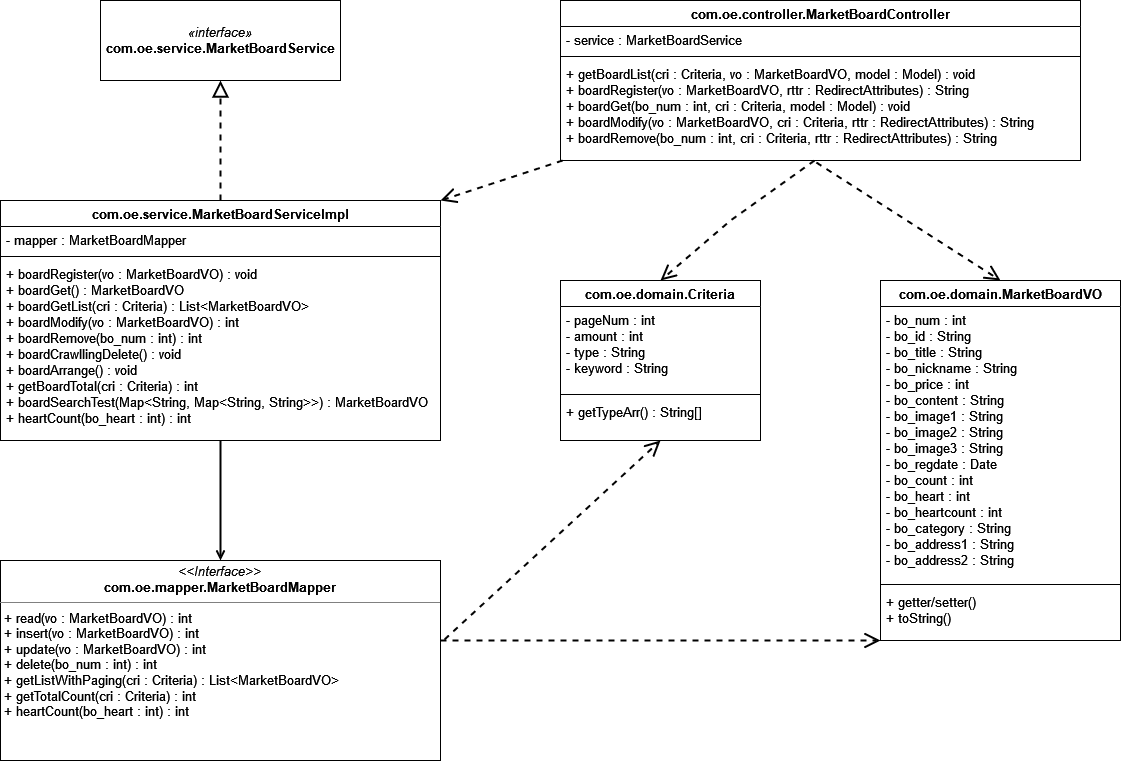 «interface»
com.oe.service.MarketBoardService
com.oe.controller.MarketBoardController
- service : MarketBoardService
+ getBoardList(cri : Criteria, vo : MarketBoardVO, model : Model) : void
+ boardRegister(vo : MarketBoardVO, rttr : RedirectAttributes) : String
+ boardGet(bo_num : int, cri : Criteria, model : Model) : void
+ boardModify(vo : MarketBoardVO, cri : Criteria, rttr : RedirectAttributes) : String
+ boardRemove(bo_num : int, cri : Criteria, rttr : RedirectAttributes) : String
com.oe.service.MarketBoardServiceImpl
- mapper : MarketBoardMapper
+ boardRegister(vo : MarketBoardVO) : void
+ boardGet() : MarketBoardVO
+ boardGetList(cri : Criteria) : List<MarketBoardVO>
+ boardModify(vo : MarketBoardVO) : int
+ boardRemove(bo_num : int) : int
+ boardCrawllingDelete() : void
+ boardArrange() : void
+ getBoardTotal(cri : Criteria) : int
+ boardSearchTest(Map<String, Map<String, String>>) : MarketBoardVO
+ heartCount(bo_heart : int) : int
com.oe.domain.Criteria
- pageNum : int
- amount : int
- type : String
- keyword : String
+ getTypeArr() : String[]
com.oe.domain.MarketBoardVO
- bo_num : int
- bo_id : String
- bo_title : String
- bo_nickname : String
- bo_price : int
- bo_content : String
- bo_image1 : String
- bo_image2 : String
- bo_image3 : String
- bo_regdate : Date
- bo_count : int
- bo_heart : int
- bo_heartcount : int
- bo_category : String
- bo_address1 : String
- bo_address2 : String
+ getter/setter()
+ toString()
<<Interface>>
com.oe.mapper.MarketBoardMapper
+ read(vo : MarketBoardVO) : int
+ insert(vo : MarketBoardVO) : int
+ update(vo : MarketBoardVO) : int
+ delete(bo_num : int) : int
+ getListWithPaging(cri : Criteria) : List<MarketBoardVO>
+ getTotalCount(cri : Criteria) : int
+ heartCount(bo_heart : int) : int